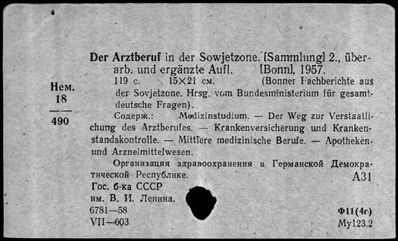 Der Arztberuf in der Sowjetzone. [Sammlung] 2., über-
arb. und ergänzte Aufl. [Bonn], 1957.
119 с. 15×21 см. (Bonner Fachberichte aus
der Sowjetzone. Hrsg. vom Bundesministerium für gesamt-
deutsche Fragen).
Нем.
18
490
Содерж.: Medizinstudium. — Der Weg zur Verstaatli-
chung des Arztberufes. — Krankenversicherung und Kranken-
standskontrolle. — Mittlere medizinische Berufe. — Apotheken-
und Arzneimittelwesen.
Организация здравоохранения в Германской Демокра-
тической Республике.
А31
Гос. б-ка СССР
им. В. И. Ленина.
6781—58
VII—603
Ф11(4г)
Му123.2